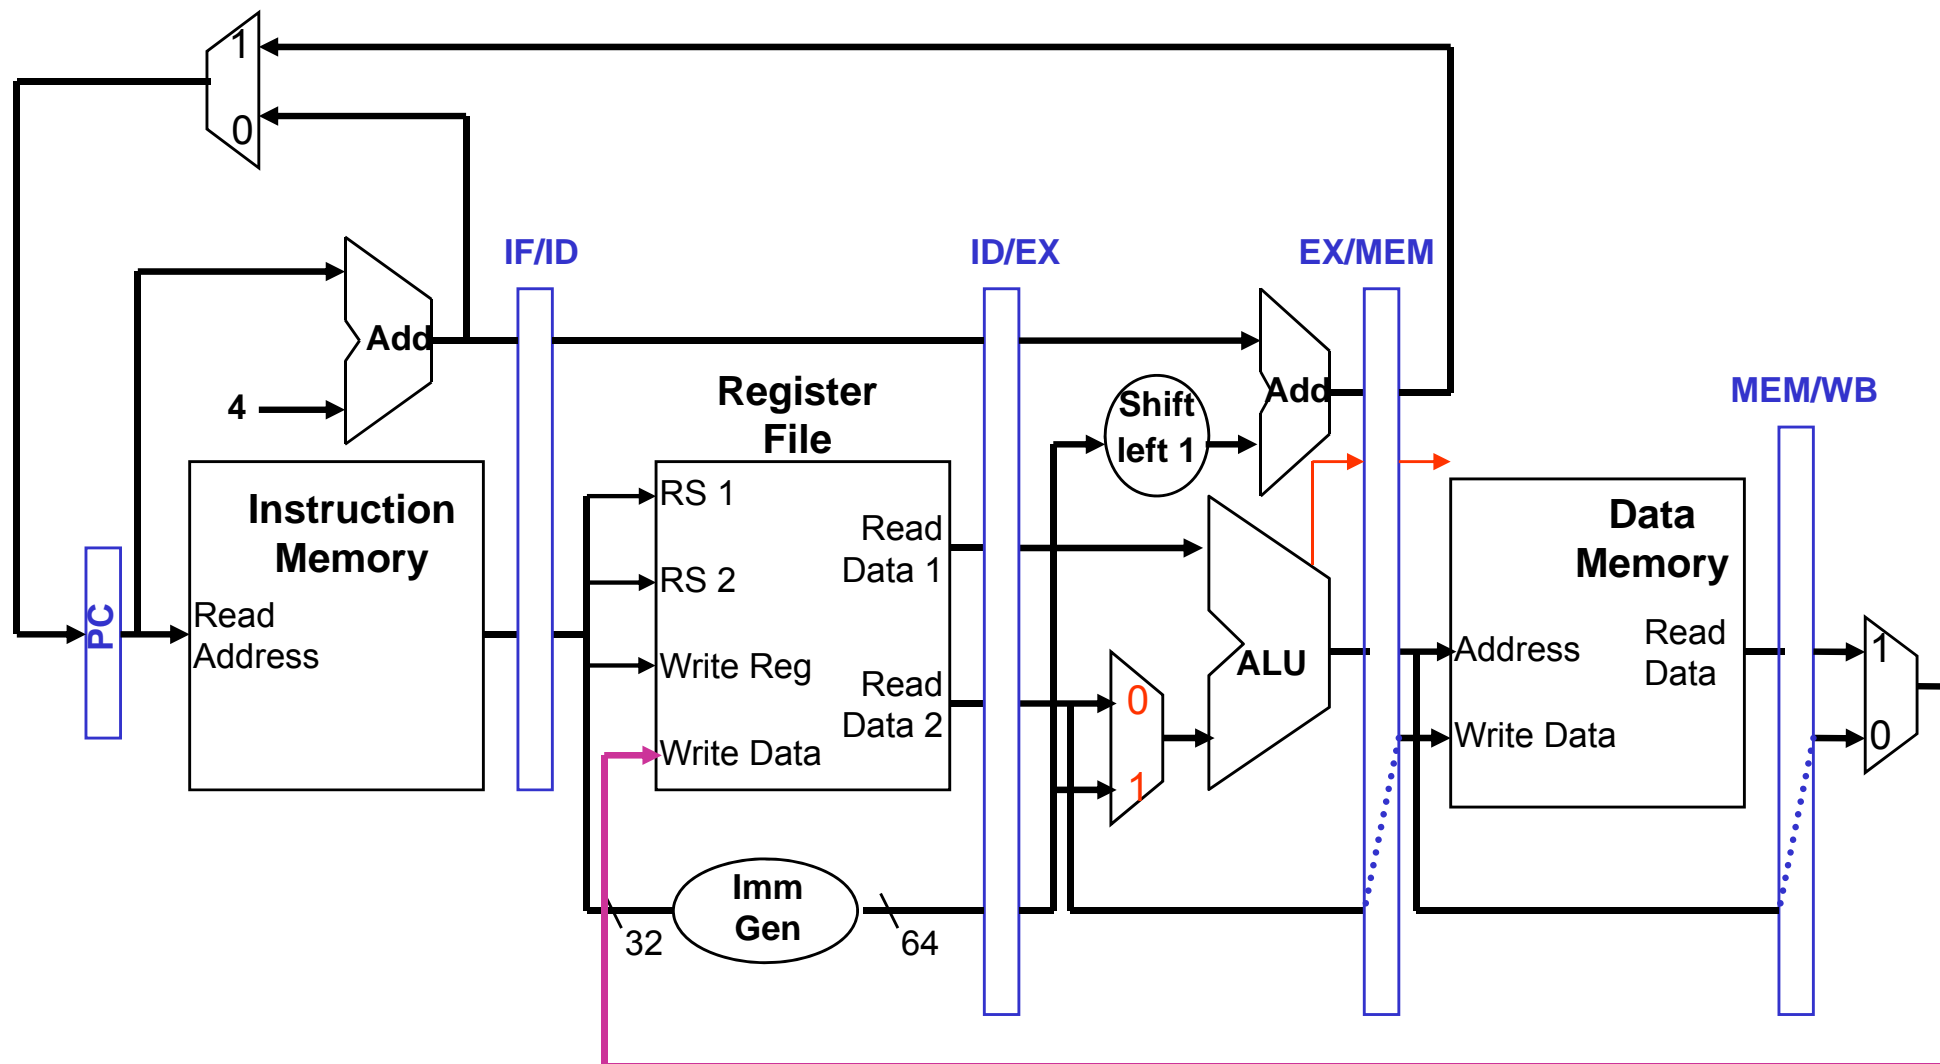 1
0
IF/ID
ID/EX
EX/MEM
Add
4
Register
File
Shift
left 1
Add
MEM/WB
Instruction
Memory
RS 1
Read
Data 1
RS 2
Data
Memory
PC
Read
Address
Write Reg
Read
Data 2
Write Data
0
1
ALU
Address
Read
Data
Write Data
1
0
Imm
Gen
32
64